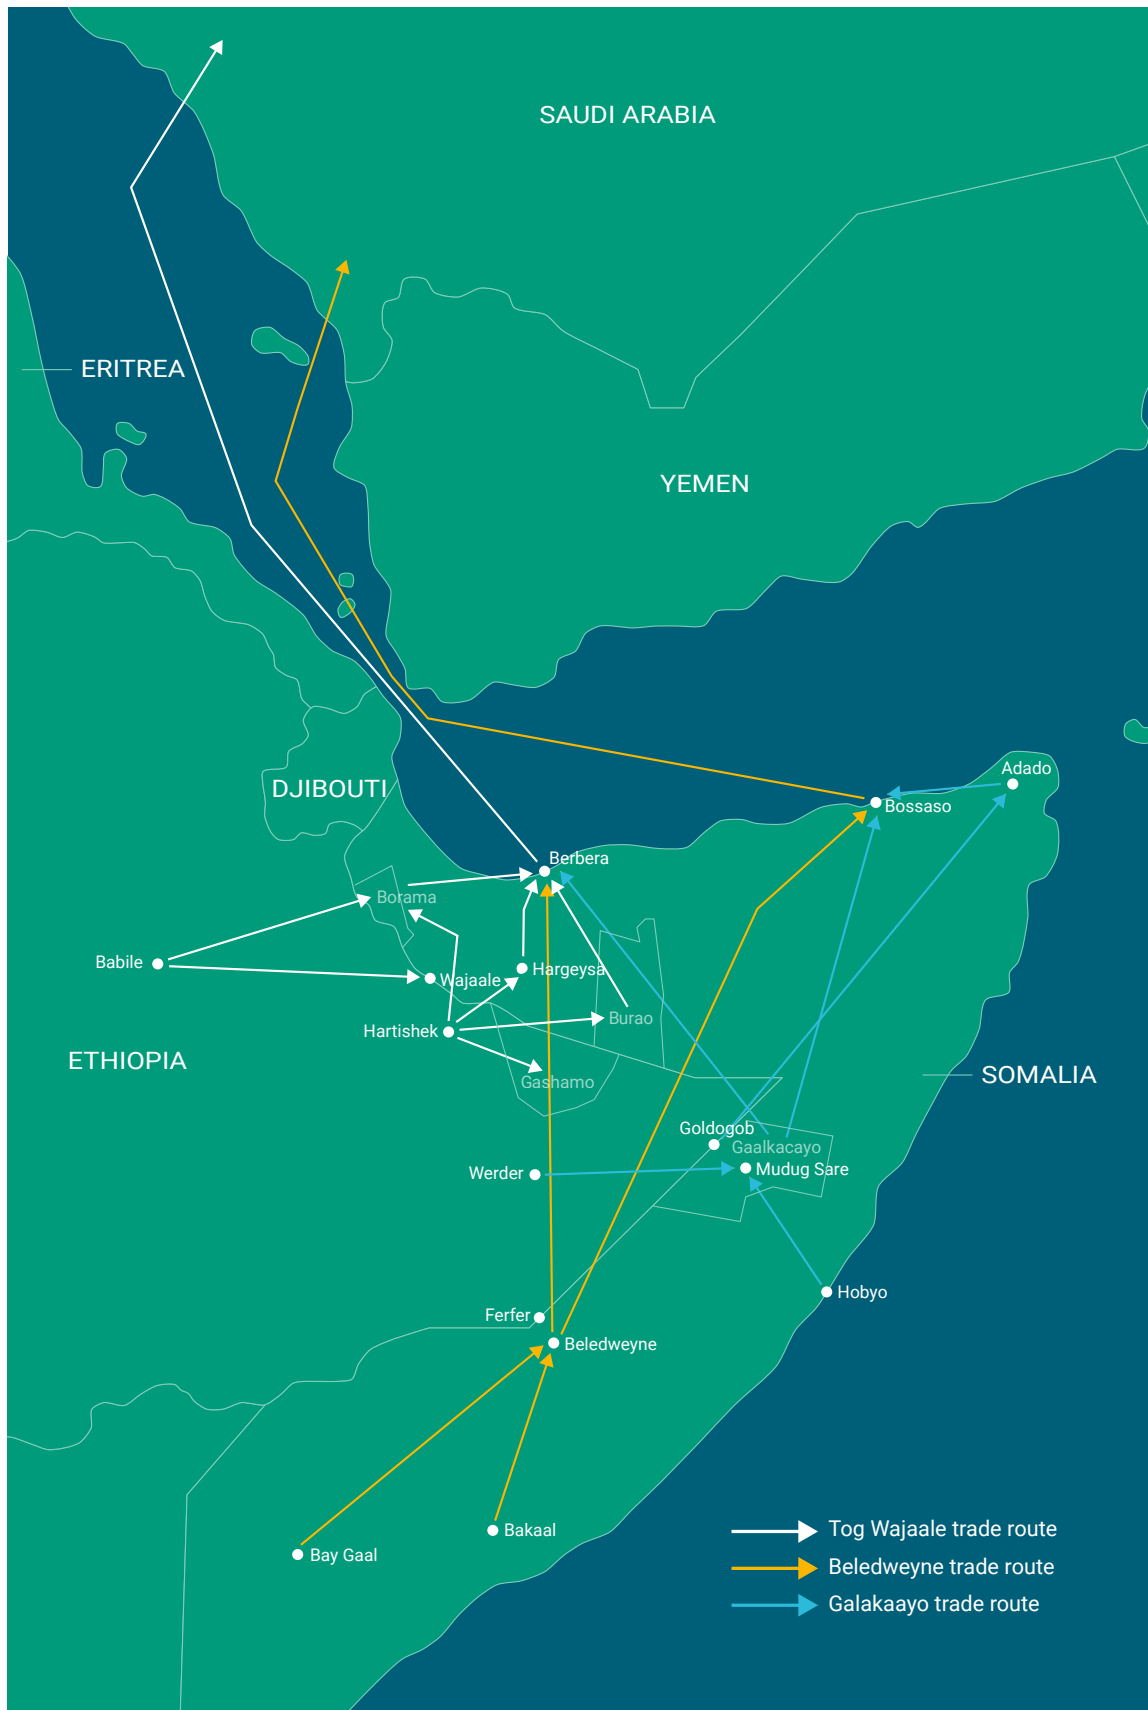 SAUDI ARABIA
ERITREA
YEMEN
Adado
DJIBOUTI
Bossaso
Berbera
Borama
Babile
Hargeysa
Wajaale
Burao
Hartishek
ETHIOPIA
SOMALIA
Gashamo
Goldogob
Gaalkacayo
Werder
Mudug Sare
Hobyo
Ferfer
Beledweyne
Tog Wajaale trade route
Bakaal
Bay Gaal
Beledweyne trade route
Galakaayo trade route